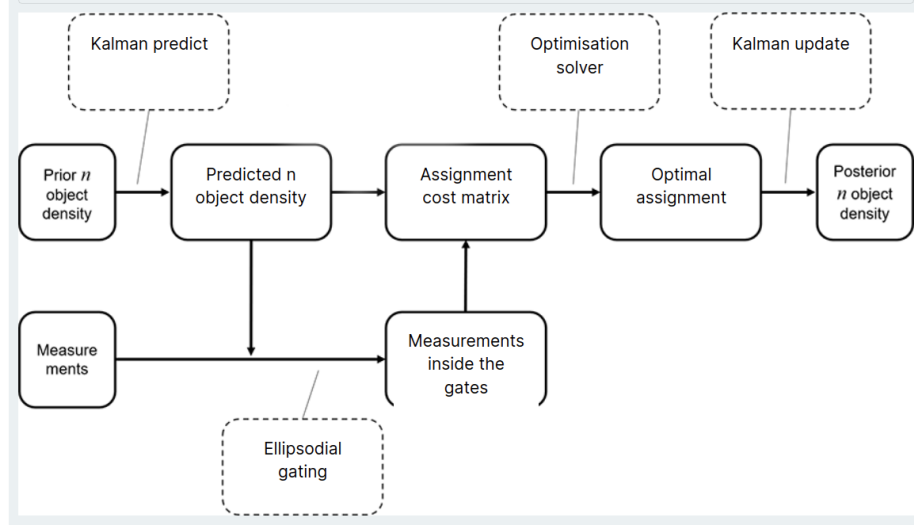 Kalman predict
Optimisation
solver
Kalman update
Prior n
object
density
Predicted n
object density
Assignment
cost matrix
Optimal
assignment
Posterior
n object
density
Measure
ments
Measurements
inside the
gates
Ellipsodial
gating